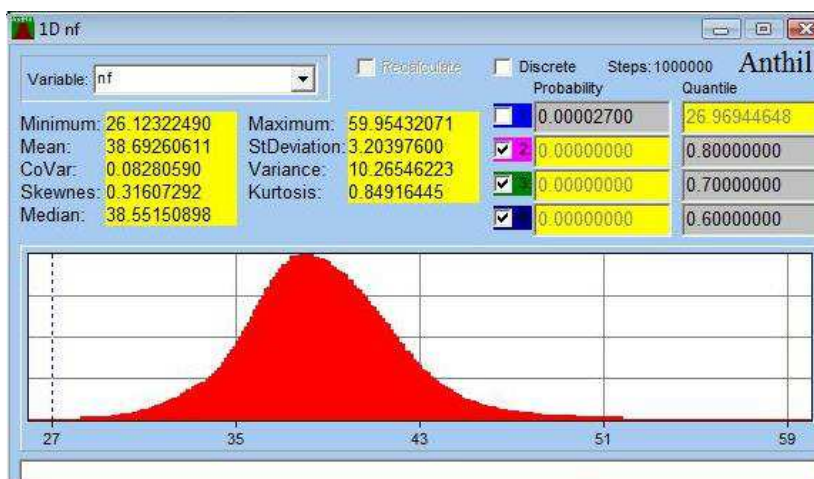 1D nf
Variable: nf
Recalculate
Discrete Steps: 1000000 Anthill
Probability Quantile
Minimum: 26.12322490 Maximum: 59.95432071
Mean: 38.69260611 StDeviation: 3.20397600
CoVar: 0.08280590 Variance: 10.26546223
Skewnes: 0.31607292 Kurtosis: 0.84916445
Median: 38.55150898
0.00002700 26.96944648
2 0.00000000 0.80000000
3 0.00000000 0.70000000
0.00000000 0.60000000
27 35 43 51 59